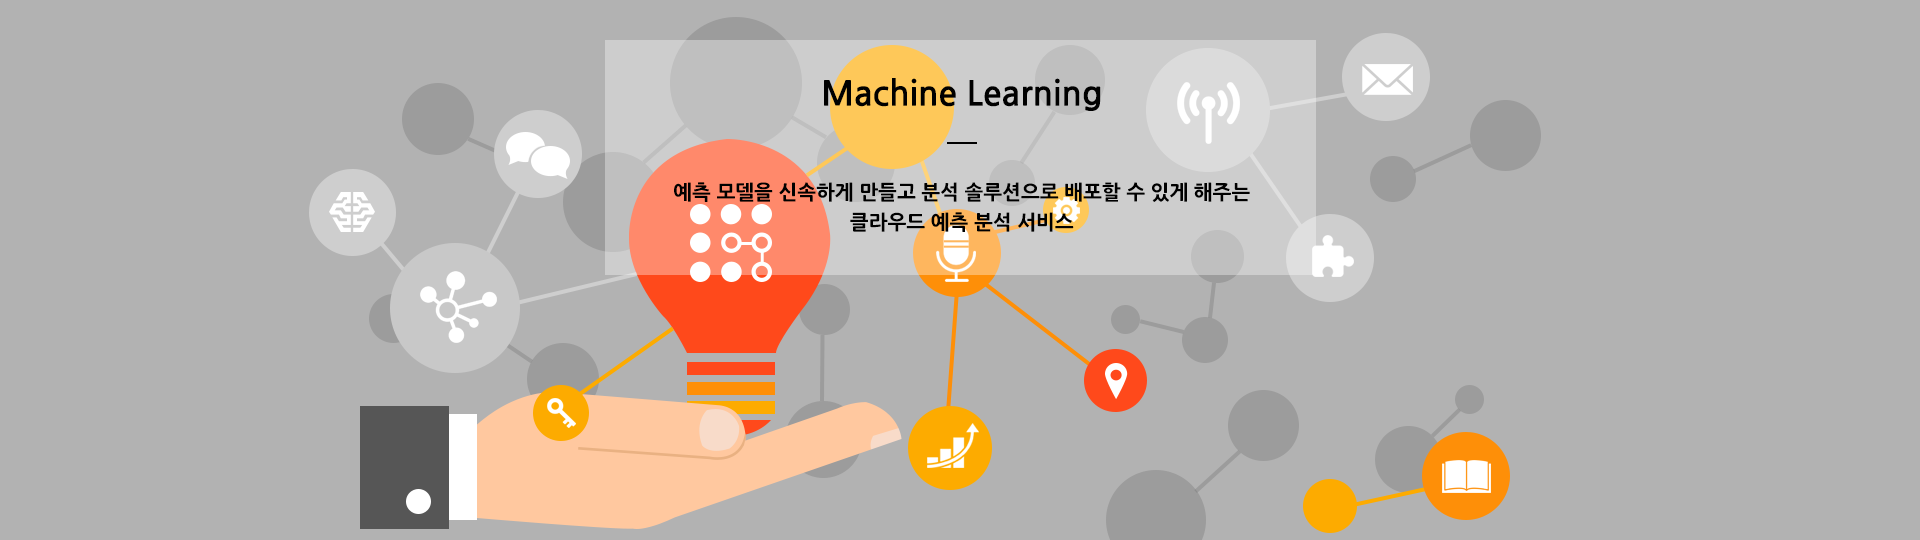 Machine Learning
예측 모델을 신속하게 만들고 분석 솔루션으로 배포할 수 있게 해주는
클라우드 예측 분석 서비스